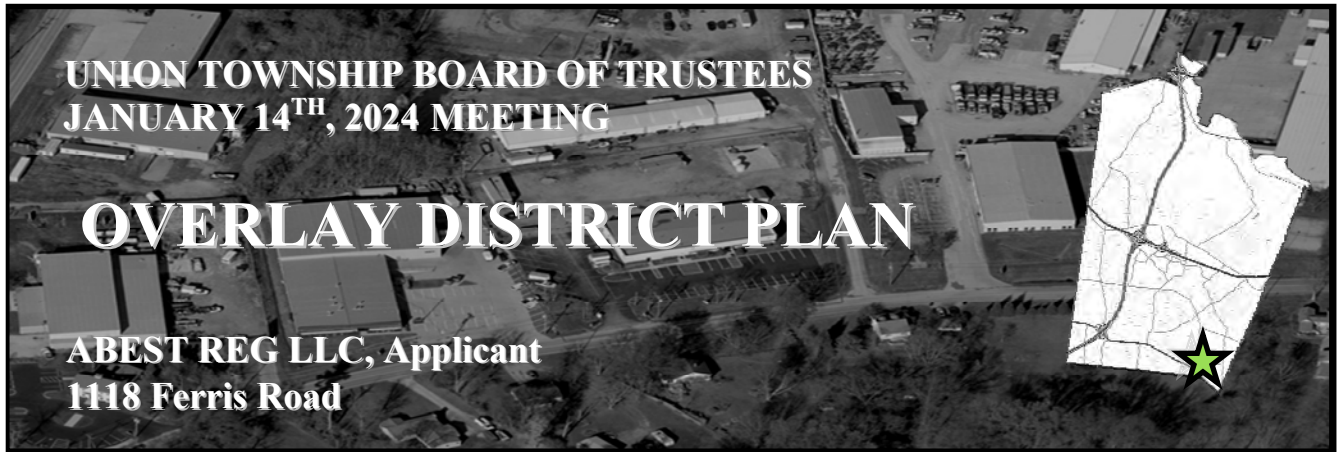 UNION TOWNSHIP BOARD OF TRUSTEES
JANUARY 14TH, 2024 MEETING
OVERLAY DISTRICT PLAN
ABEST REG LLC, Applicant
1118 Ferris Road